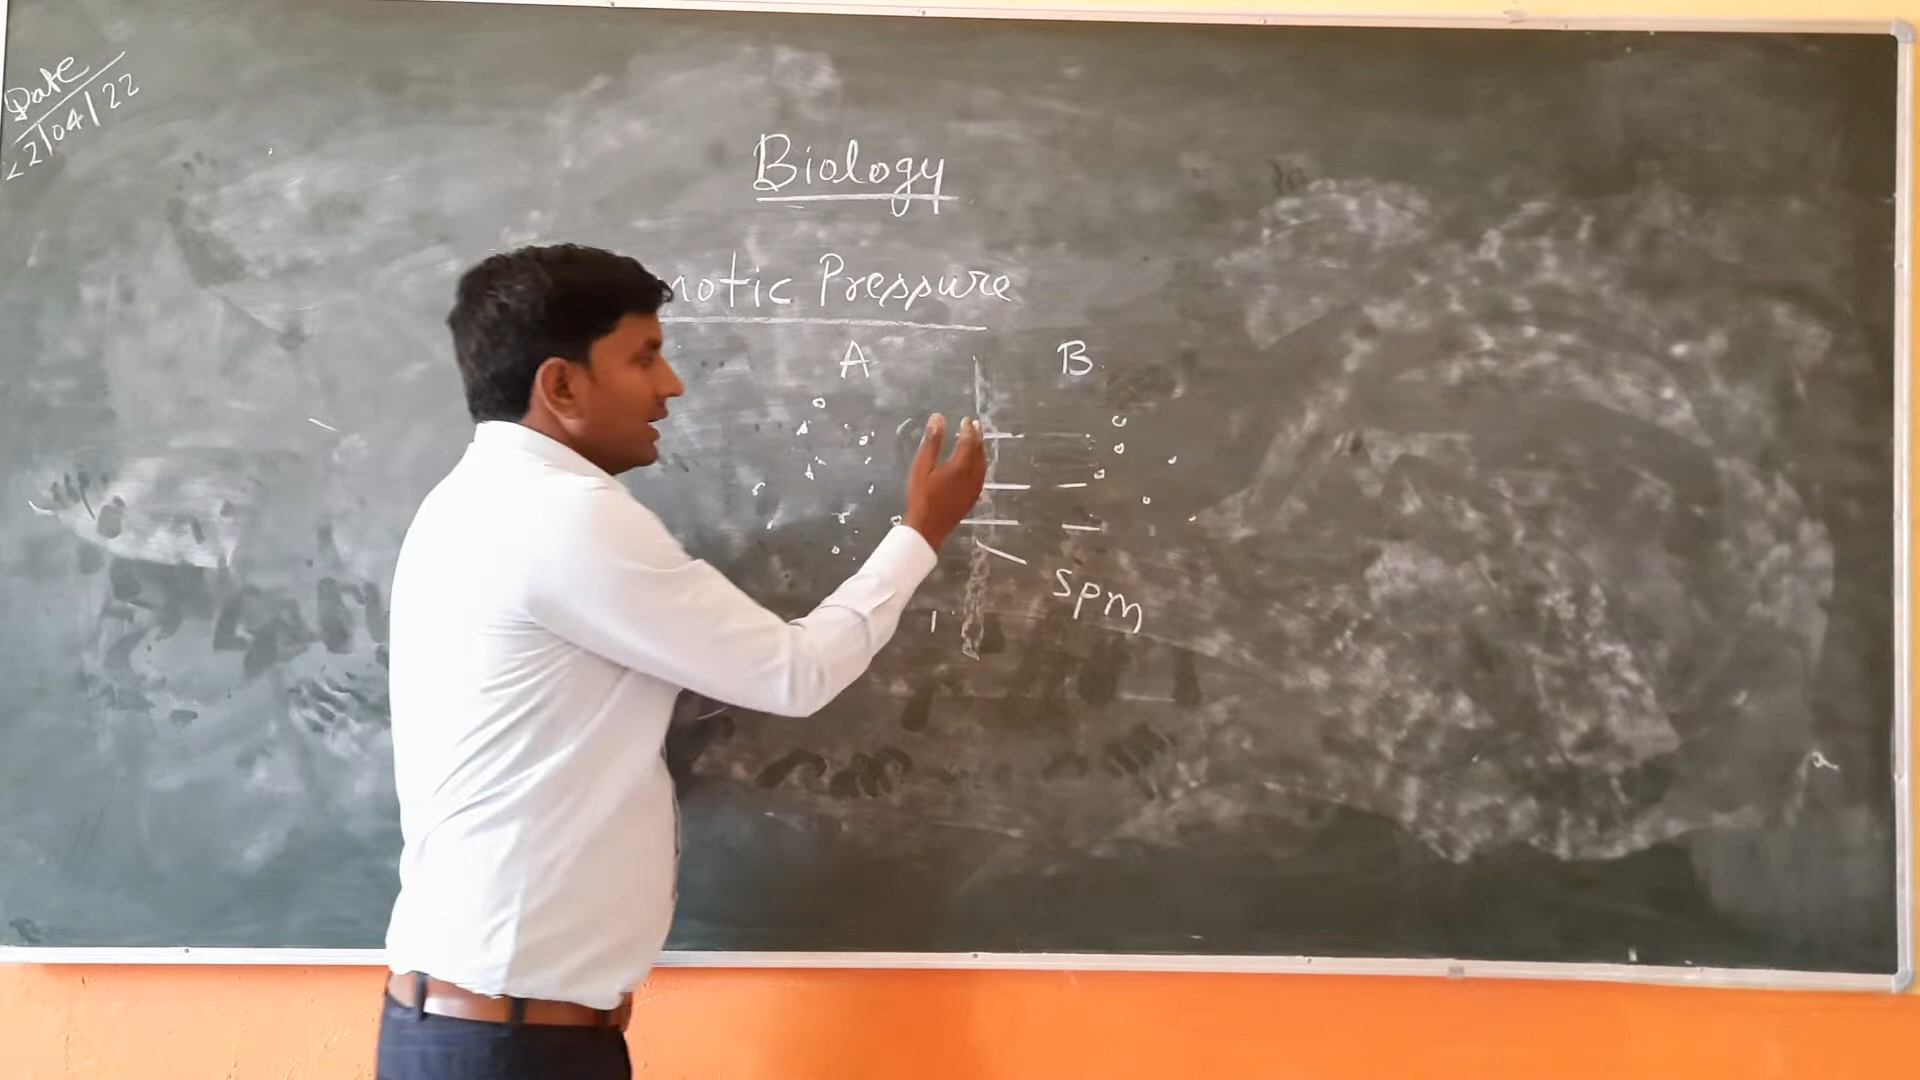 Date
22/04/22
Biology
motic Pressure
A B
SPM